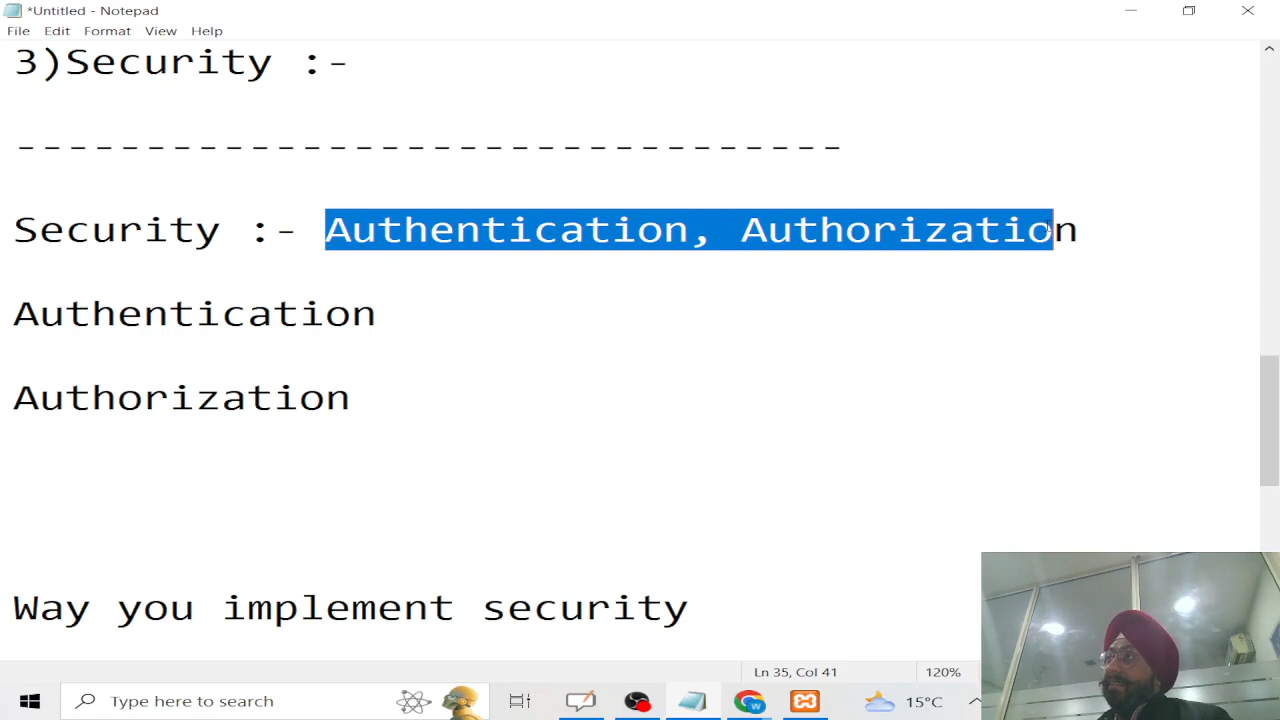 *Untitled - Notepad
File Edit Format View Help
3)Security :-
--------------------------------
Security :- Authentication, Authorization
Authentication
Authorization
Way you implement security
Ln 35, Col 41 120%
Type here to search 15°C